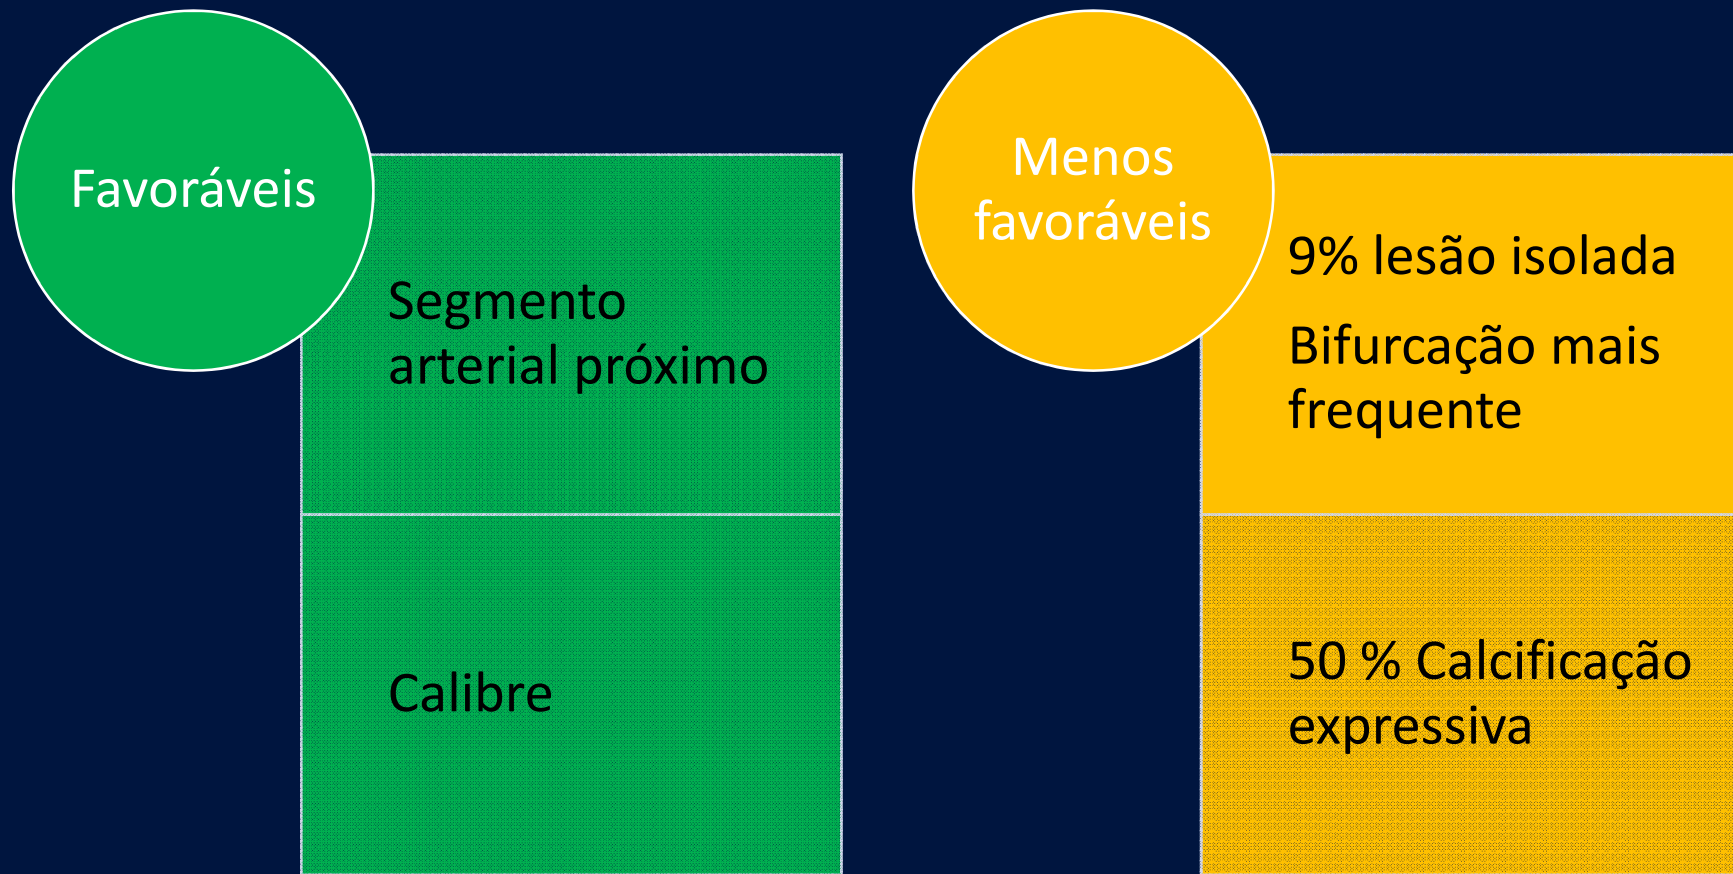 Favoráveis
Segmento
arterial próximo
Calibre
Menos
favoráveis
9% lesão isolada
Bifurcação mais
frequente
50 % Calcificação
expressiva